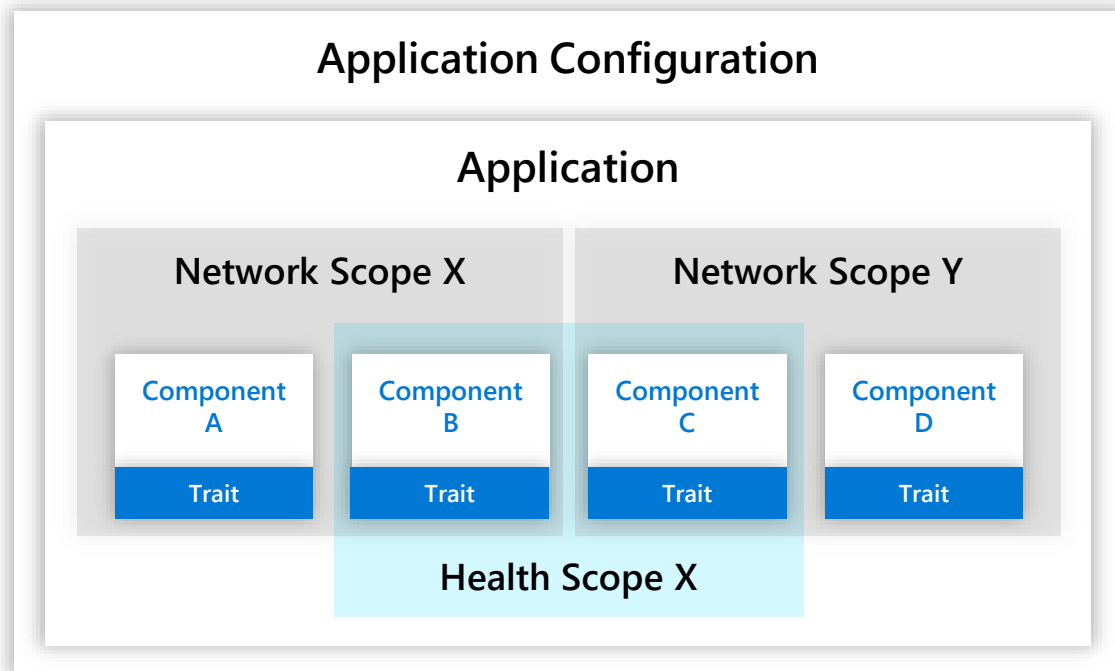 Application Configuration
Application
Network Scope X
Network Scope Y
Component
A
Trait
Component
B
Trait
Component
C
Trait
Component
D
Trait
Health Scope X